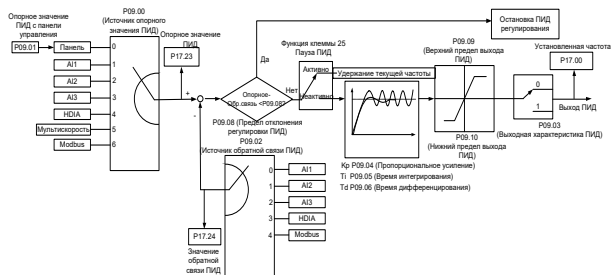 Опорное значение
ПИД с панели
управления
P09.01
Панель
AI1
AI2
AI3
HDIA
Мультискорость
Modbus
P09.00
(Источник опорного
значения ПИД)
0
1
2
3
4
5
6
Опорное значение
ПИД
P17.23
+
-
Да
Опорное-
Обр.связь <P09.08?
Нет
P09.08 (Предел отклонения
регулировки ПИД)
P09.02
(Источник обратной связи ПИД)
0
1
2
3
4
AI1
AI2
AI3
HDIA
Modbus
P17.24
Значение
обратной
связи ПИД
Функция клеммы 25
Пауза ПИД
Активно
Неактивно
Удержание текущей частоты
Kp P09.04 (Пропорциональное усиление)
Ti P09.05 (Время интегрирования)
Td P09.06 (Время дифференцирования)
Остановка ПИД
регулирования
P09.09
(Верхний предел выхода
ПИД)
P09.10
(Нижний предел выхода
ПИД)
Установленная частота
P17.00
0
1
Выход ПИД
P09.03
(Выходная характеристика ПИД)